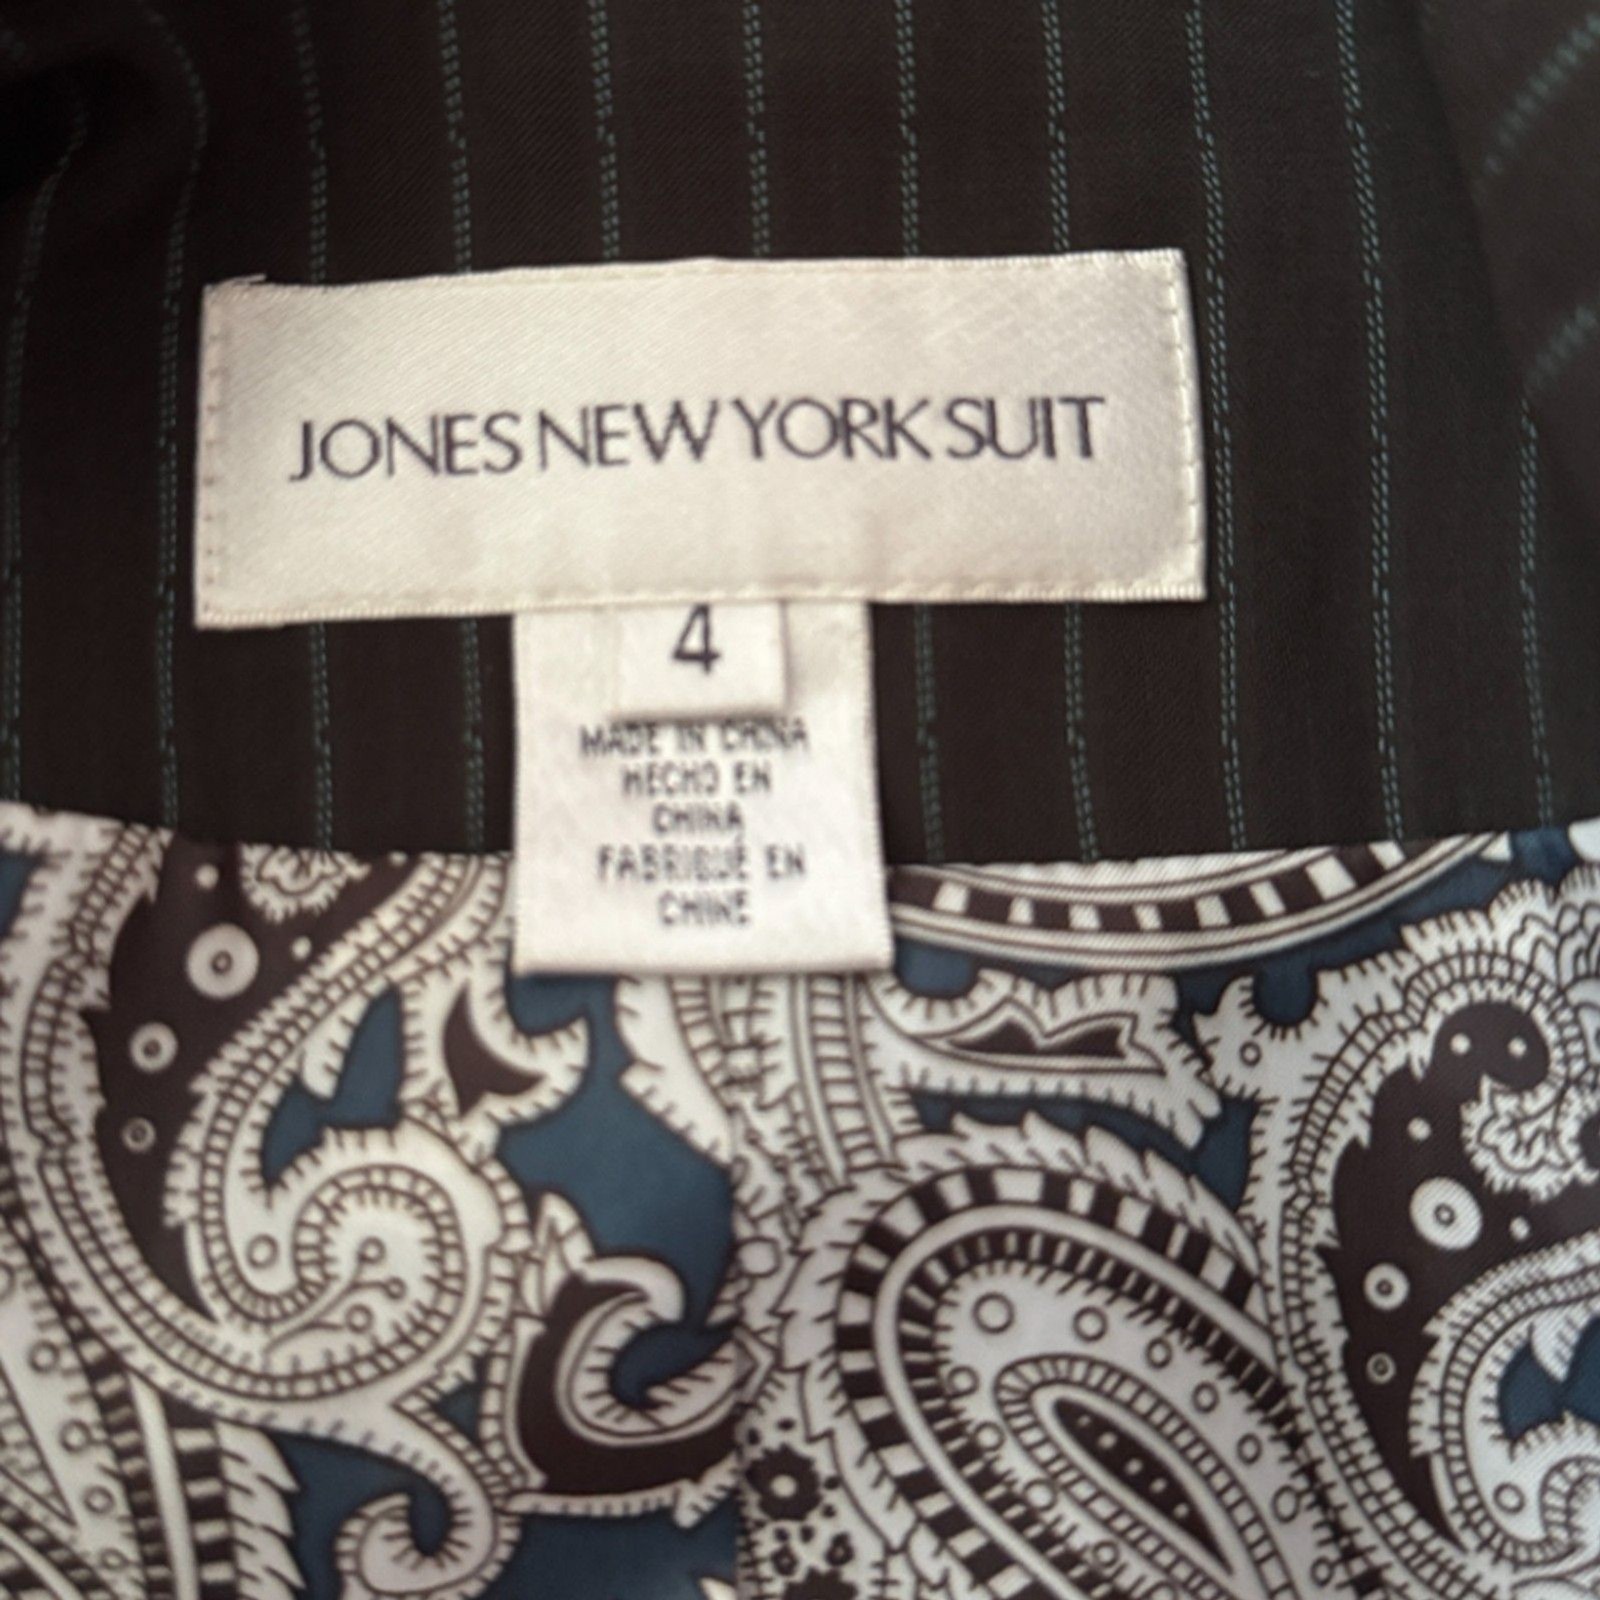 JONES NEW YORK SUIT
4
MADE IN CHINA
HECHO EN
CHINA
FABRIQUÉ EN
CHINE